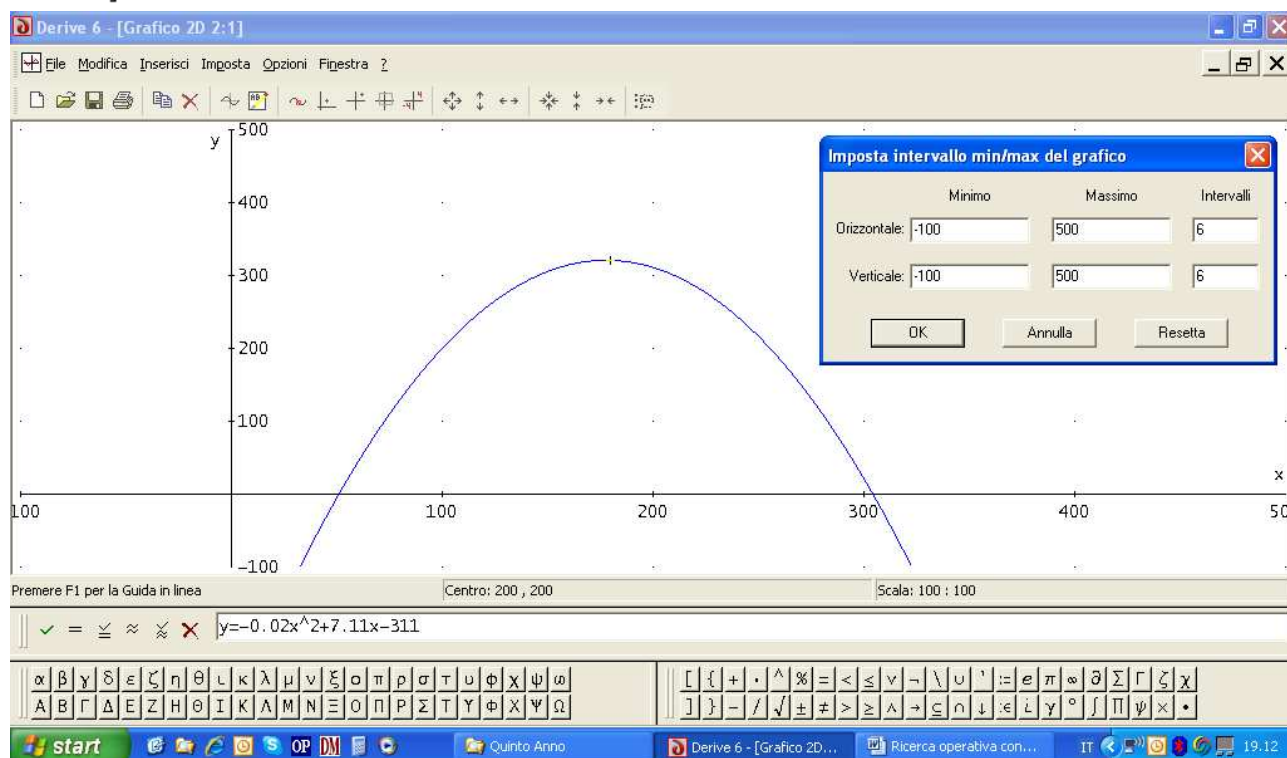 Derive 6 - [Grafico 2D 2:1]
File Modifica Inserisci Imposta Opzioni Finestra ?
y
500
400
300
200
100
-100
100
100
200
300
400
50
x
Imposta intervallo min/max del grafico
Minimo Massimo Intervalli
Orizzontale: -100 500 6
Verticale: -100 500 6
OK Annulla Resetta
Premere F1 per la Guida in linea Centro: 200 , 200 Scala: 100 : 100
✓ = ≚ ≈ ✗ y=-0.02x^2+7.11x-311
α β γ δ ε ζ η θ ι κ λ μ ν ξ ο π ρ σ τ υ φ χ ψ ω
Α Β Γ Δ Ε Ζ Η Θ Ι Κ Λ Μ Ν Ξ Ο Π Ρ Σ Τ Υ Φ Χ Ψ Ω
[ { + · ^ % = < ≤ ∨ ¬ \ ∪ ' := e π ∞ ∂ Σ Γ ζ χ
] } - / √ ± ≠ > ≥ ∧ → ⊆ ∩ ↓ :∈ i γ ° ∫ Π ψ × •
start OP DM Quinto Anno Derive 6 - [Grafico 2D... Ricerca operativa con... IT 19.12